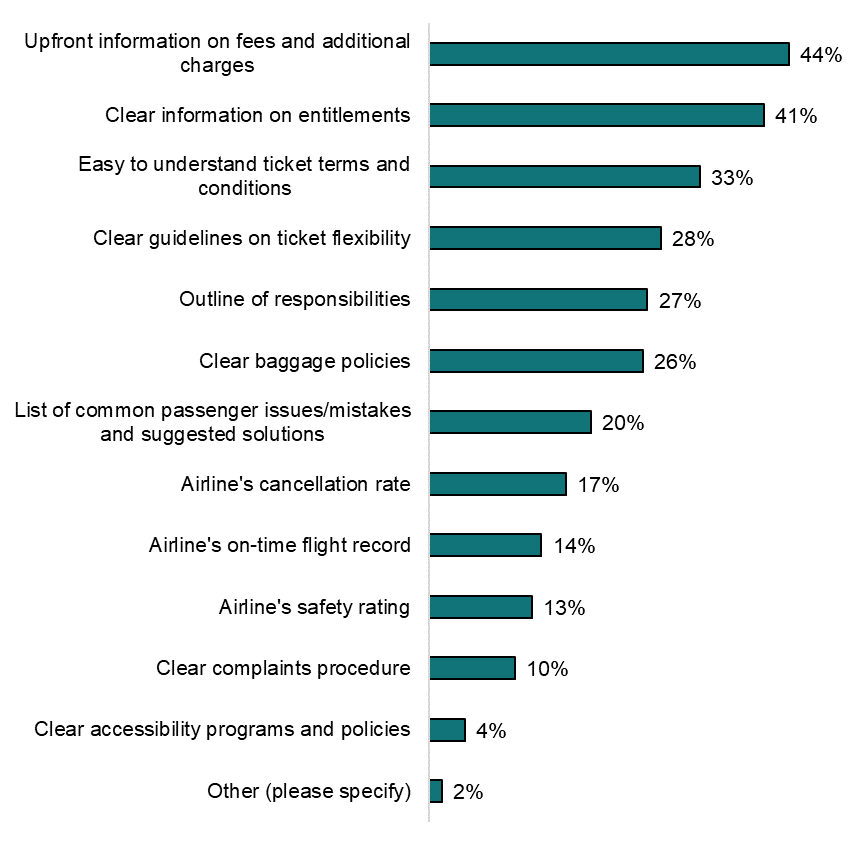 Upfront information on fees and additional
charges
44%
Clear information on entitlements
41%
Easy to understand ticket terms and
conditions
33%
Clear guidelines on ticket flexibility
28%
Outline of responsibilities
27%
Clear baggage policies
26%
List of common passenger issues/mistakes
and suggested solutions
20%
Airline's cancellation rate
17%
Airline's on-time flight record
14%
Airline's safety rating
13%
Clear complaints procedure
10%
Clear accessibility programs and policies
4%
Other (please specify)
2%